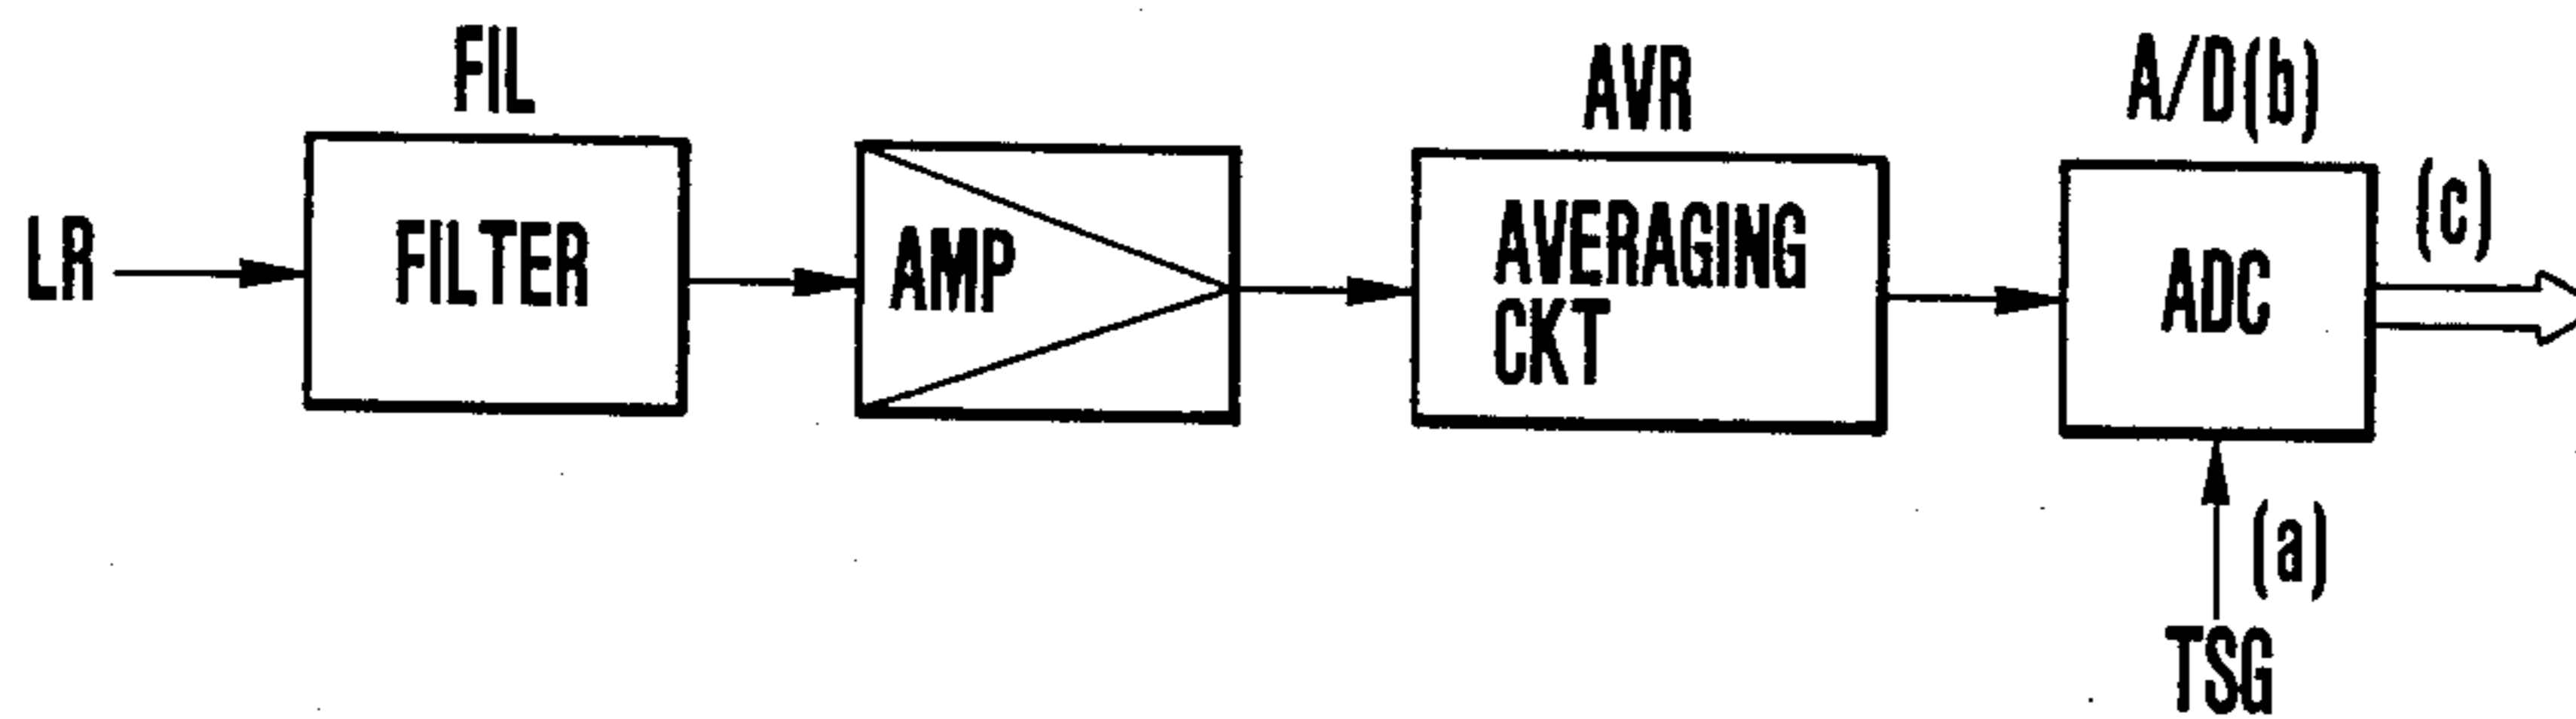 FIL
AVR
A/D(b)
LR
FILTER
AMP
AVERAGING
CKT
ADC
(c)
(a)
TSG